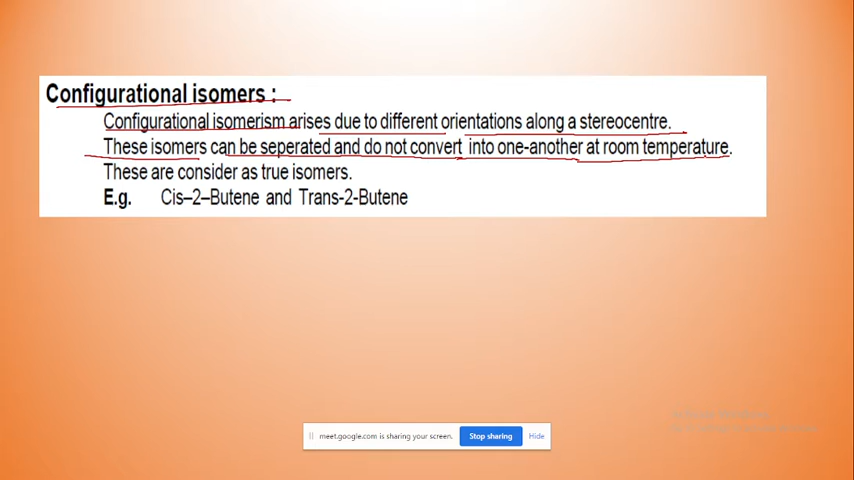 Configurational isomers :
Configurational isomerism arises due to different orientations along a stereocentre.
These isomers can be seperated and do not convert into one-another at room temperature.
These are consider as true isomers.
E.g. Cis–2–Butene and Trans-2-Butene
meet.google.com is sharing your screen. Stop sharing Hide